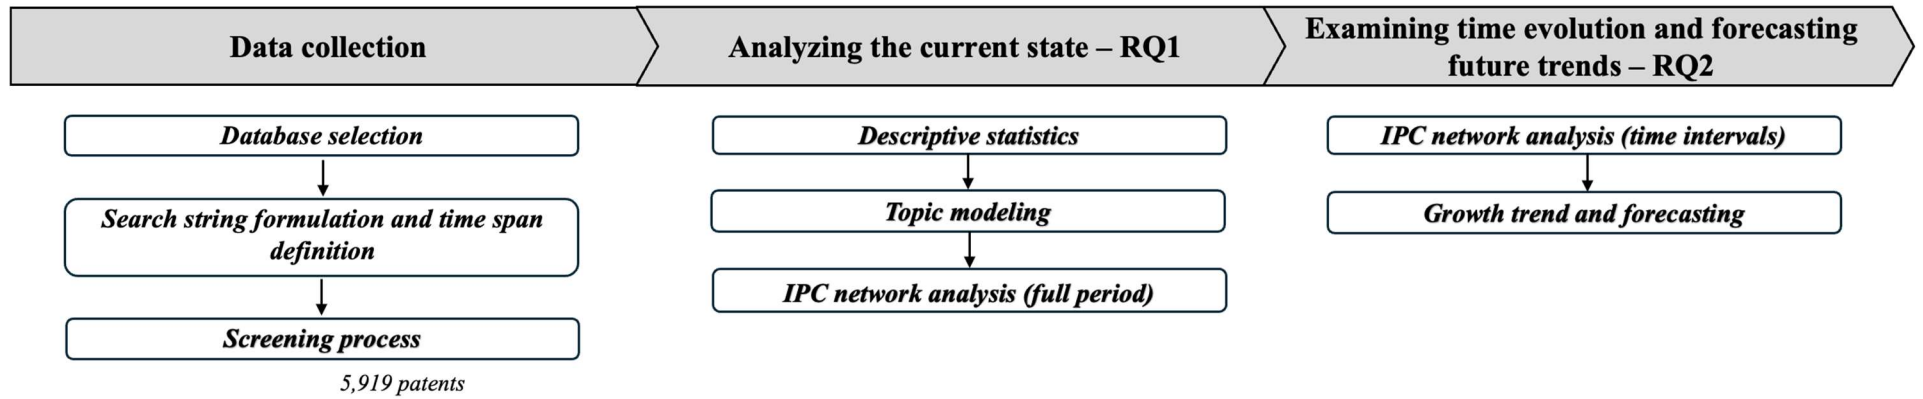 Data collection
Analyzing the current state – RQ1
Examining time evolution and forecasting
future trends – RQ2
Database selection
Search string formulation and time span
definition
Screening process
5,919 patents
Descriptive statistics
Topic modeling
IPC network analysis (full period)
IPC network analysis (time intervals)
Growth trend and forecasting